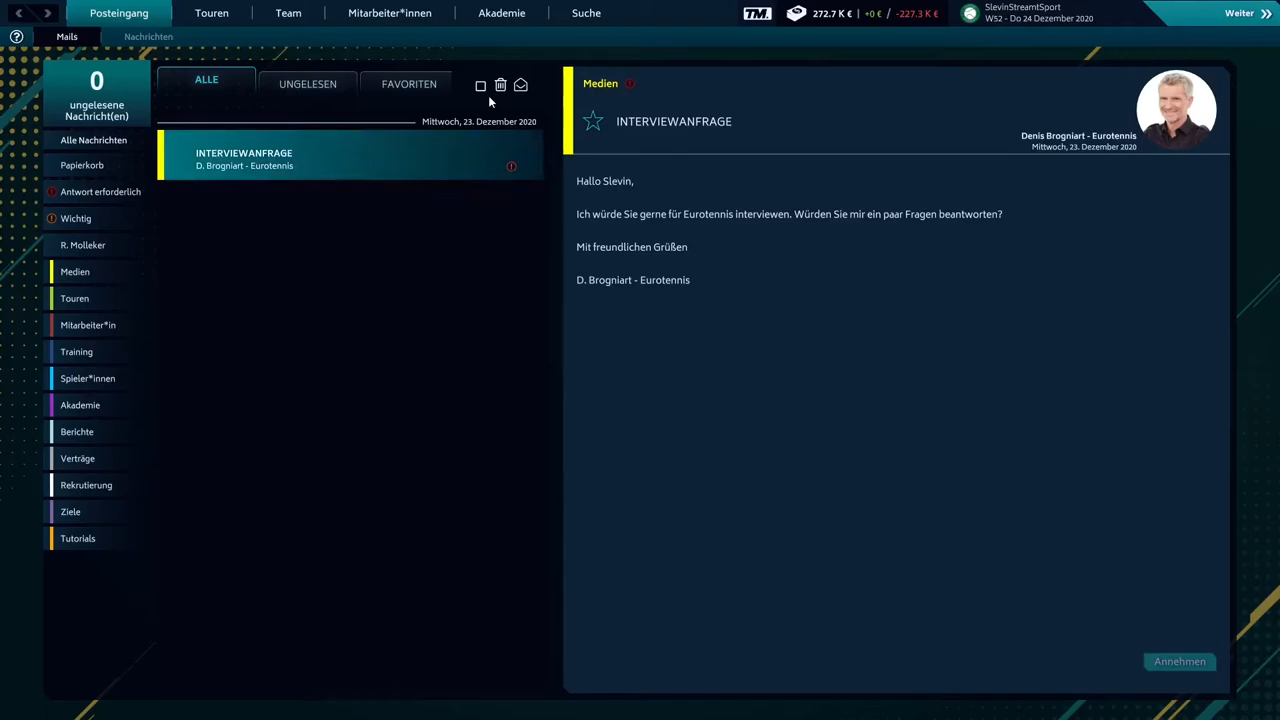 Posteingang
Touren
Team
Mitarbeiter*innen
Akademie
Suche
TM.
272.7 K € | +0 € / -227.3 K €
SlevinStreamtSport
W52 - Do 24 Dezember 2020
Weiter
Mails
Nachrichten
0
ungelesene
Nachricht(en)
Alle Nachrichten
Papierkorb
Antwort erforderlich
Wichtig
R. Molleker
Medien
Touren
Mitarbeiter*in
Training
Spieler*innen
Akademie
Berichte
Verträge
Rekrutierung
Ziele
Tutorials
ALLE
UNGELESEN
FAVORITEN
Mittwoch, 23. Dezember 2020
INTERVIEWANFRAGE
D. Brogniart - Eurotennis
Medien
INTERVIEWANFRAGE
Denis Brogniart - Eurotennis
Mittwoch, 23. Dezember 2020
Hallo Slevin,
Ich würde Sie gerne für Eurotennis interviewen. Würden Sie mir ein paar Fragen beantworten?
Mit freundlichen Grüßen
D. Brogniart - Eurotennis
Annehmen